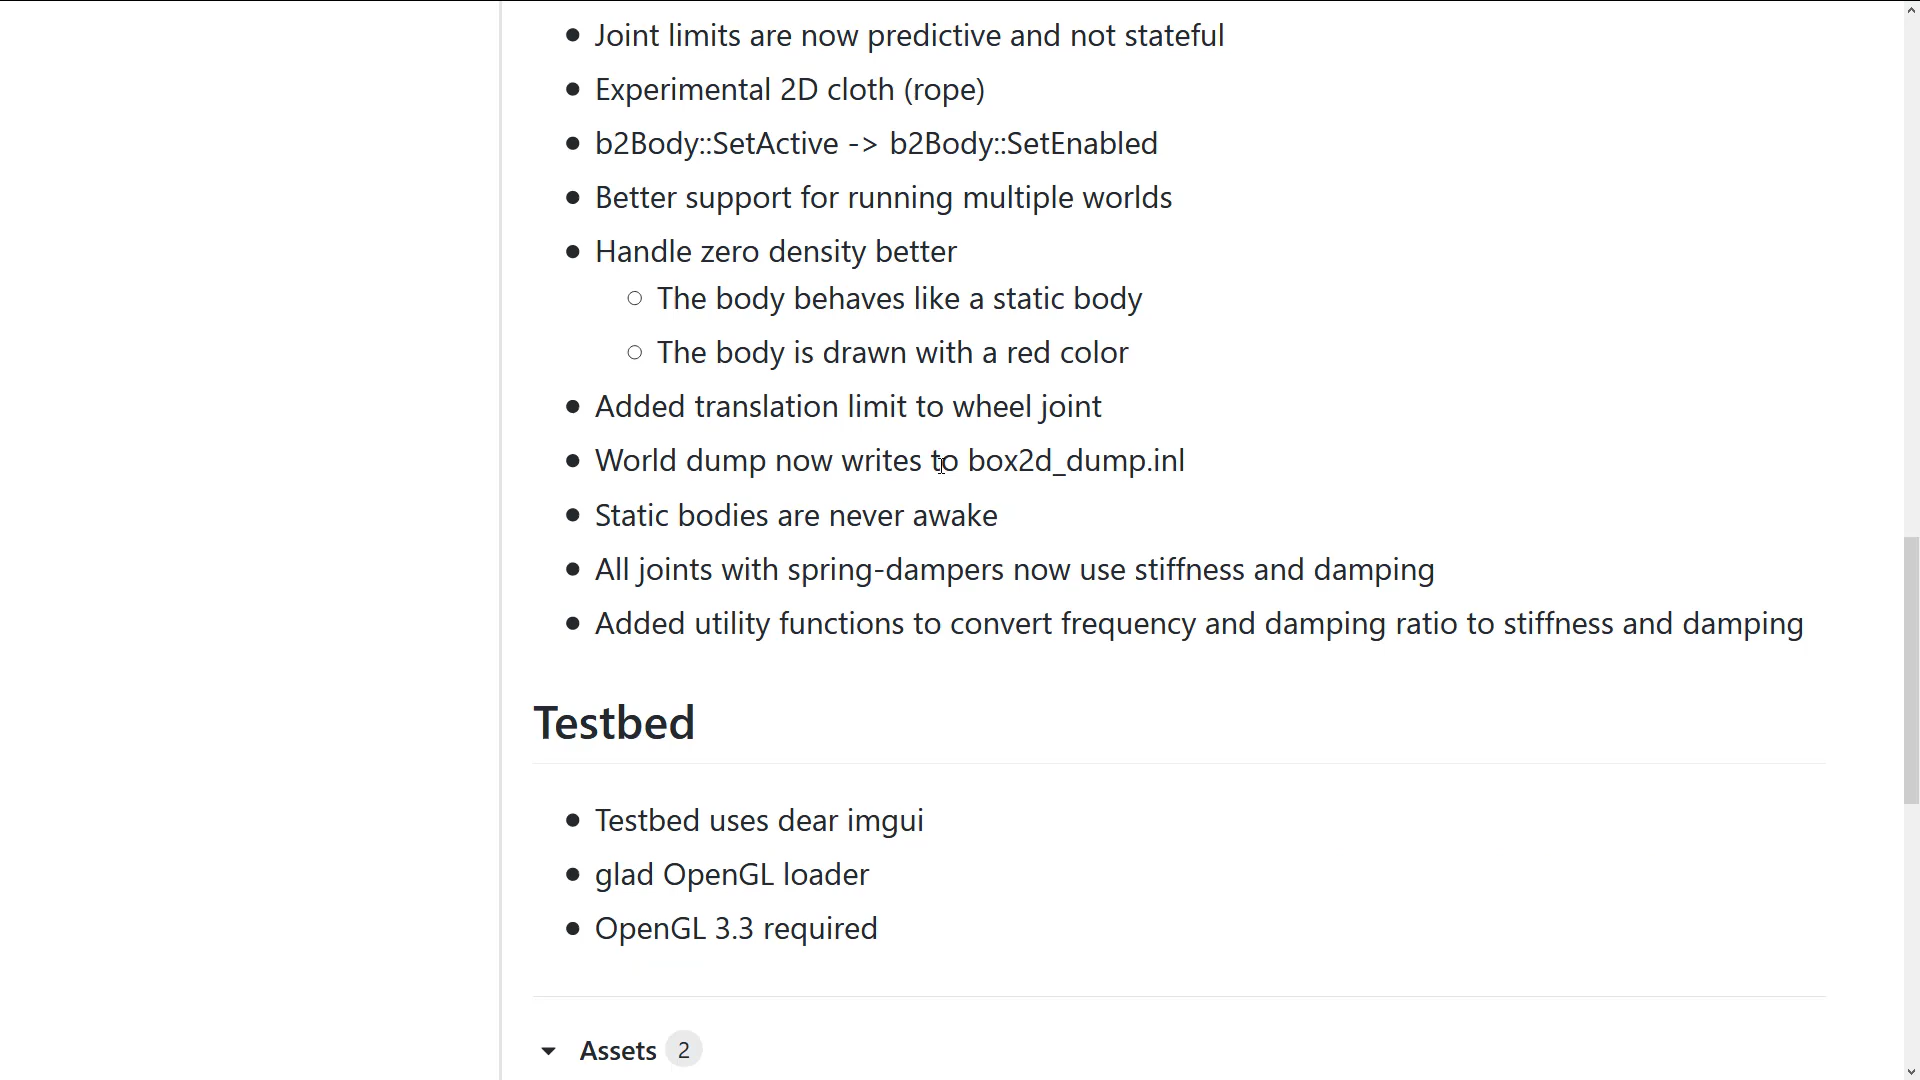 Joint limits are now predictive and not stateful
Experimental 2D cloth (rope)
b2Body::SetActive -> b2Body::SetEnabled
Better support for running multiple worlds
Handle zero density better
The body behaves like a static body
The body is drawn with a red color
Added translation limit to wheel joint
World dump now writes to box2d_dump.inl
Static bodies are never awake
All joints with spring-dampers now use stiffness and damping
Added utility functions to convert frequency and damping ratio to stiffness and damping
Testbed
Testbed uses dear imgui
glad OpenGL loader
OpenGL 3.3 required
Assets 2